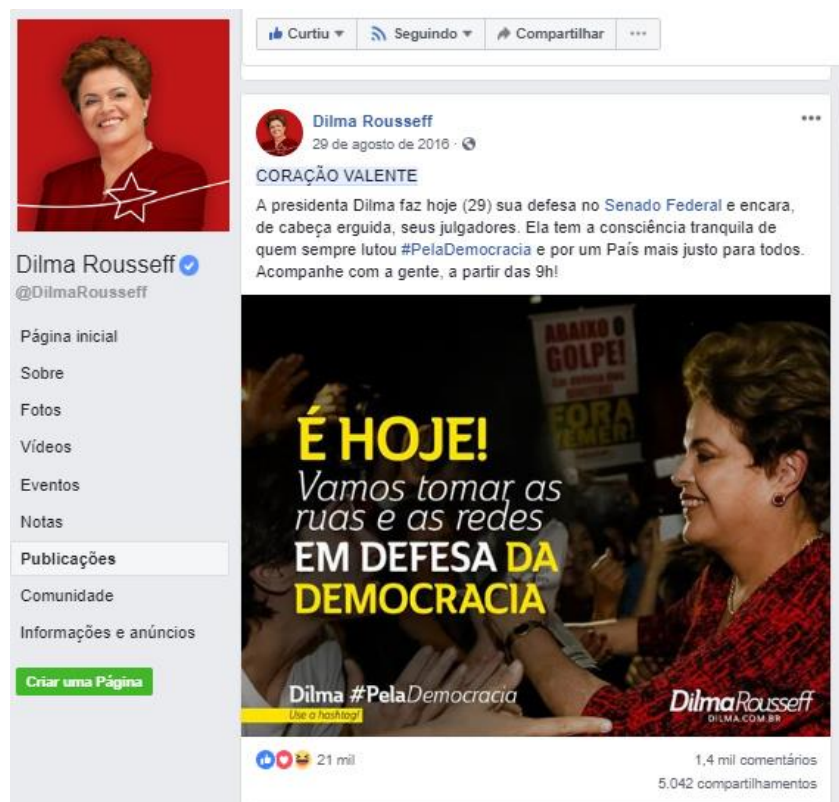 Curtiu
Seguindo
Compartilhar
Dilma Rousseff
@DilmaRousseff
Página inicial
Sobre
Fotos
Vídeos
Eventos
Notas
Publicações
Comunidade
Informações e anúncios
Criar uma Página
Dilma Rousseff
29 de agosto de 2016 ·
CORAÇÃO VALENTE
A presidenta Dilma faz hoje (29) sua defesa no Senado Federal e encara,
de cabeça erguida, seus julgadores. Ela tem a consciência tranquila de
quem sempre lutou #PelaDemocracia e por um País mais justo para todos.
Acompanhe com a gente, a partir das 9h!
ABAIXO O
GOLPE!
FORA
TEMER!
É HOJE!
Vamos tomar as
ruas e as redes
EM DEFESA DA
DEMOCRACIA
Dilma #PelaDemocracia
Use a hashtag!
DilmaRousseff
DILMA.COM.BR
21 mil
1,4 mil comentários
5.042 compartilhamentos